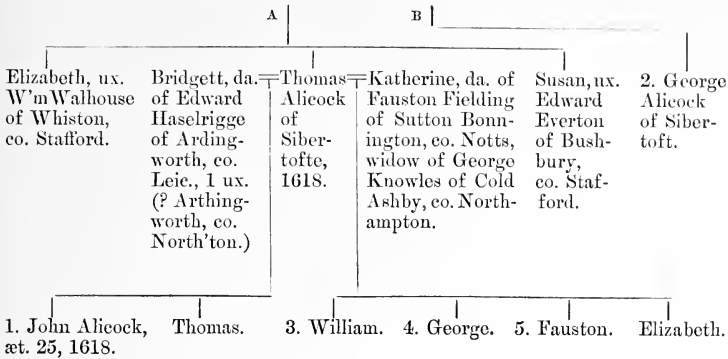 A
B
Elizabeth, ux.
W'm Walhouse
of Whiston,
co. Stafford.
Bridgett, da.
of Edward
Haselrigge
of Arding-
worth, co.
Leic., 1 ux.
(? Arthing-
worth, co.
North'ton.)
Thomas
Alicock
of
Siber-
tofte,
1618.
Katherine, da. of
Fauston Fielding
of Sutton Bonn-
ington, co. Notts,
widow of George
Knowles of Cold
Ashby, co. North-
ampton.
Susan, ux.
Edward
Everton
of Bush-
bury,
co. Staf-
ford.
2. George
Alicock
of Siber-
toft.
1. John Alicock,
æt. 25, 1618.
Thomas.
3. William.
4. George.
5. Fauston.
Elizabeth.